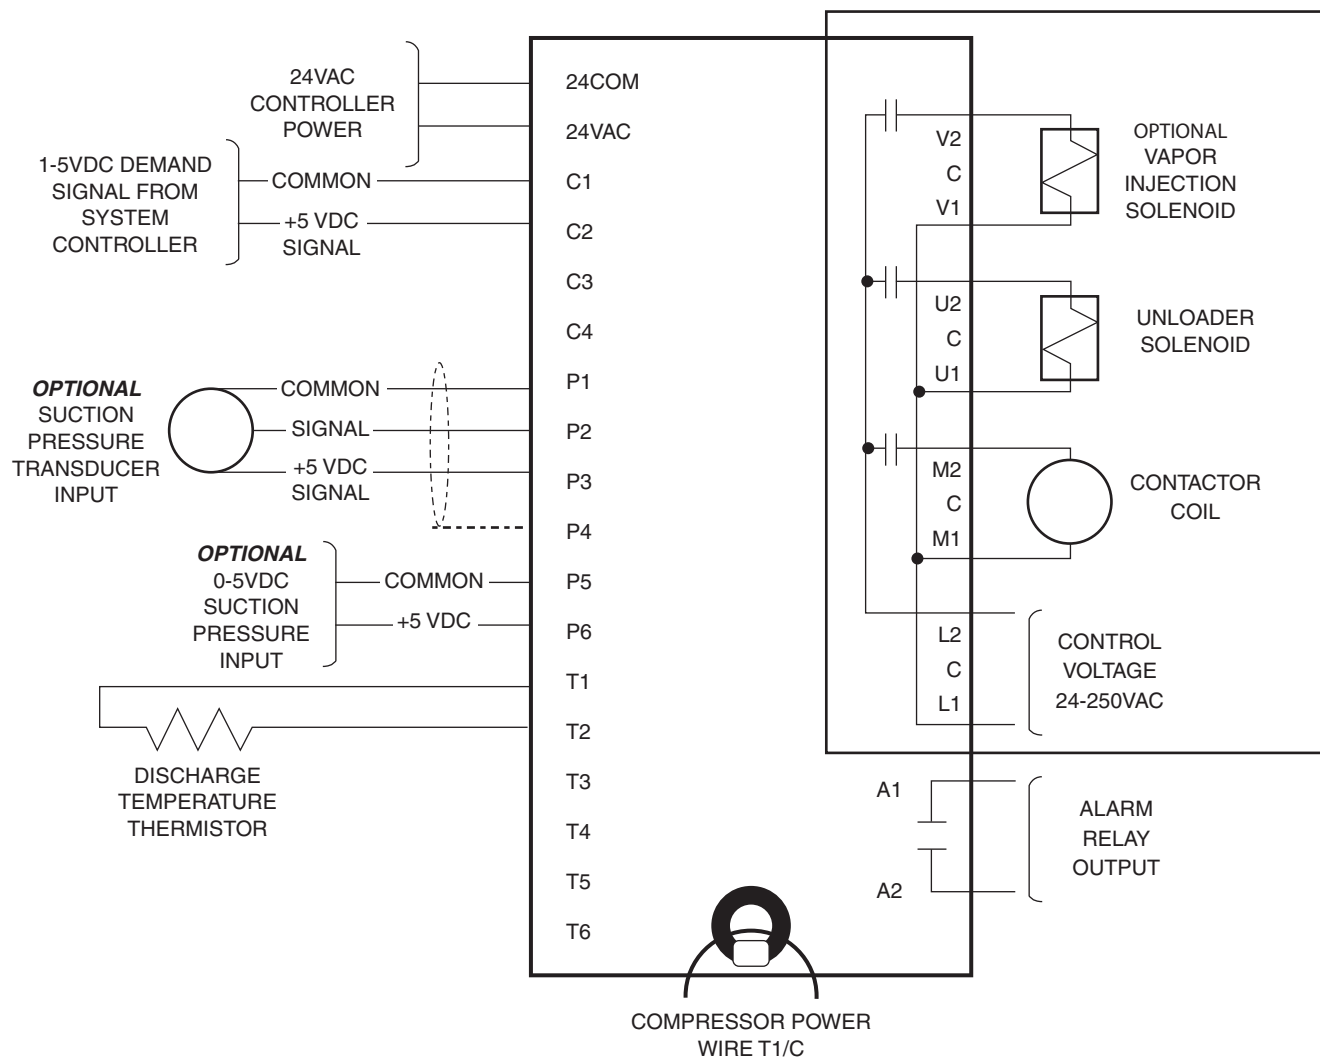 24VAC
CONTROLLER
POWER
1-5VDC DEMAND
SIGNAL FROM
SYSTEM
CONTROLLER
COMMON
+5 VDC
SIGNAL
OPTIONAL
SUCTION
PRESSURE
TRANSDUCER
INPUT
COMMON
SIGNAL
+5 VDC
SIGNAL
OPTIONAL
0-5VDC
SUCTION
PRESSURE
INPUT
COMMON
+5 VDC
DISCHARGE
TEMPERATURE
THERMISTOR
24COM
24VAC
C1
C2
C3
C4
P1
P2
P3
P4
P5
P6
T1
T2
T3
T4
T5
T6
V2
C
V1
U2
C
U1
M2
C
M1
L2
C
L1
A1
A2
OPTIONAL
VAPOR
INJECTION
SOLENOID
UNLOADER
SOLENOID
CONTACTOR
COIL
CONTROL
VOLTAGE
24-250VAC
ALARM
RELAY
OUTPUT
COMPRESSOR POWER
WIRE T1/C